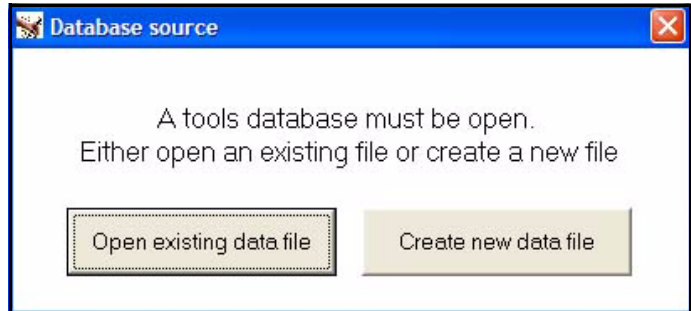 Database source
A tools database must be open.
Either open an existing file or create a new file
Open existing data file
Create new data file